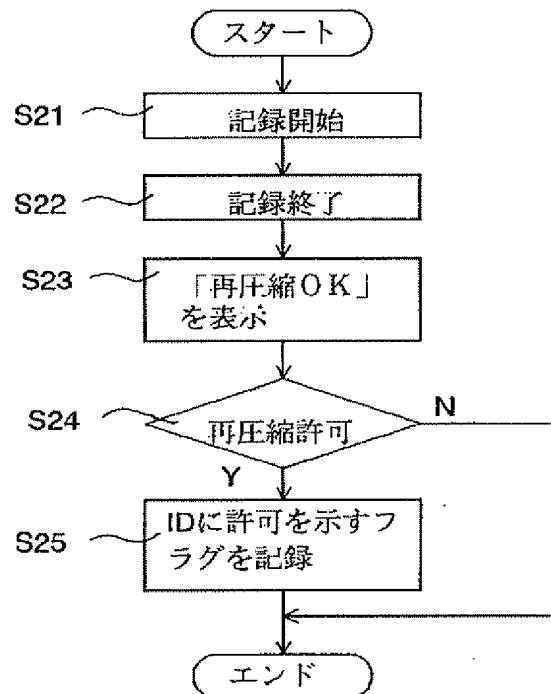 スタート
S21
記録開始
S22
記録終了
S23
「再圧縮ＯＫ」
を表示
S24
再圧縮許可
N
Y
S25
IDに許可を示すフ
ラグを記録
エンド